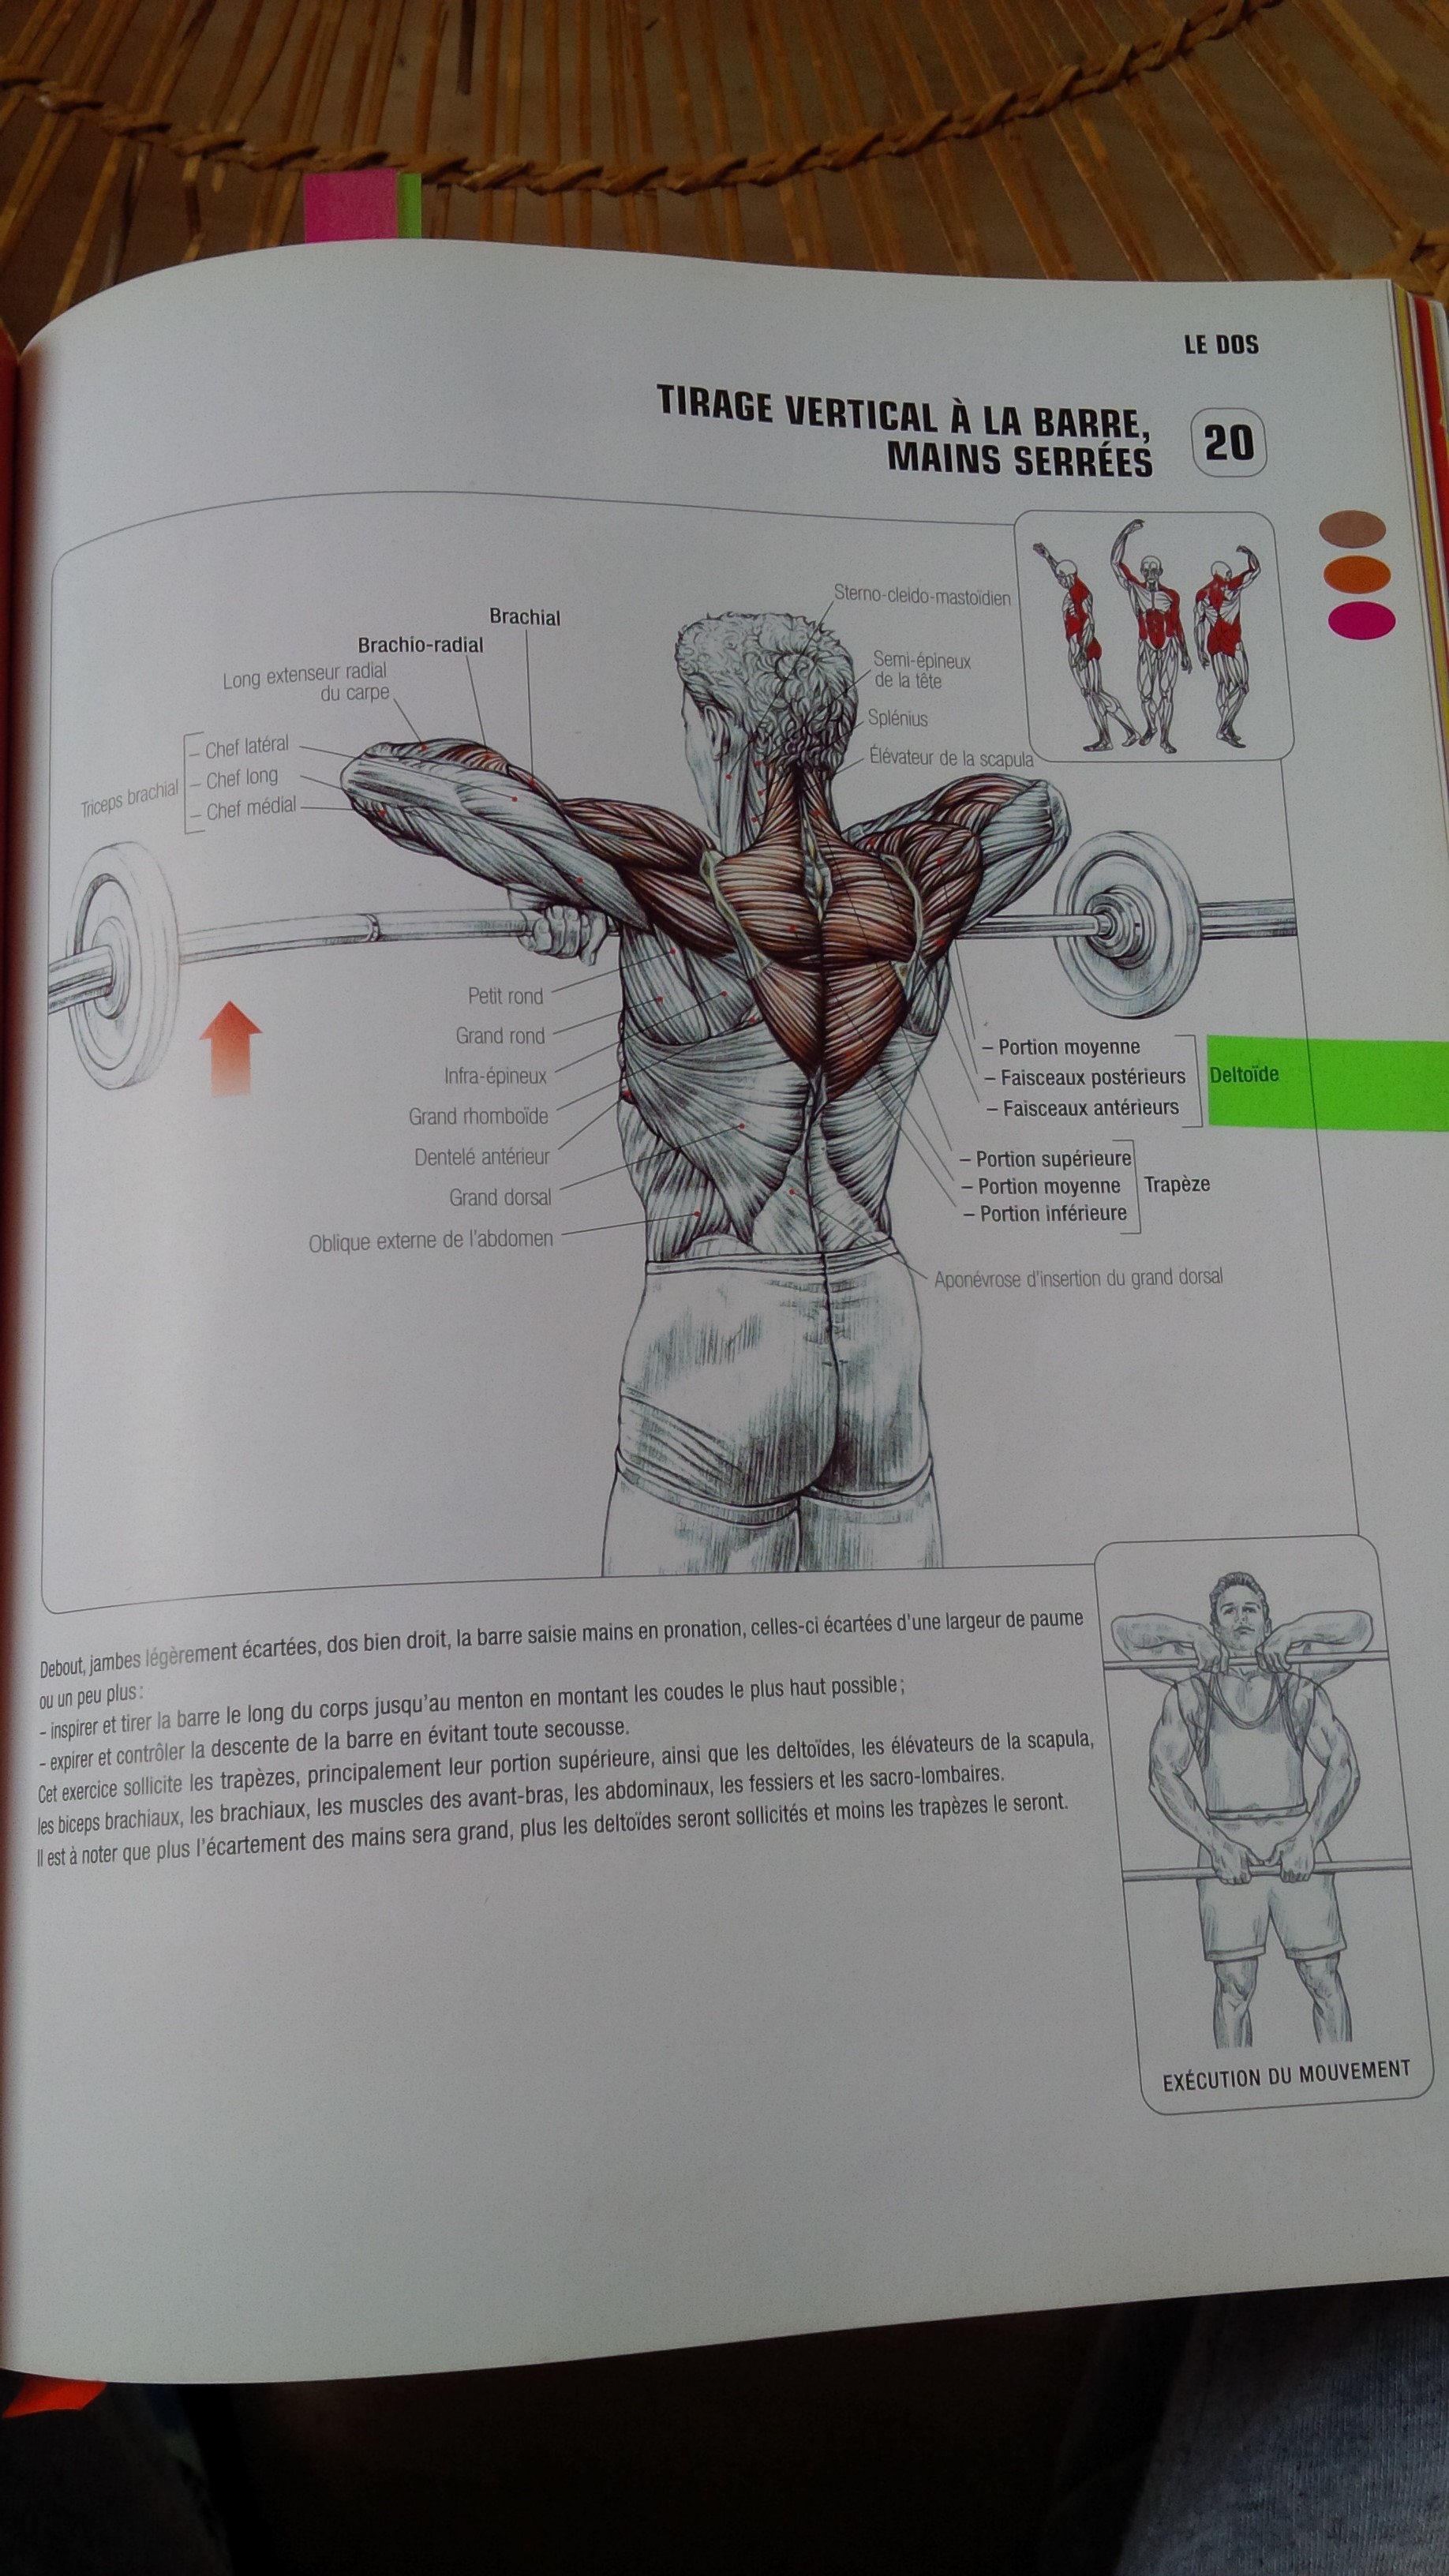 LE DOS
TIRAGE VERTICAL À LA BARRE,
MAINS SERRÉES
20
Sterno-cleido-mastoïdien
Semi-épineux
de la tête
Splénius
Élévateur de la scapula
Brachial
Brachio-radial
Long extenseur radial
du carpe
Triceps brachial
– Chef latéral
– Chef long
– Chef médial
Petit rond
Grand rond
Infra-épineux
Grand rhomboïde
Dentelé antérieur
Grand dorsal
Oblique externe de l'abdomen
– Portion moyenne
– Faisceaux postérieurs
– Faisceaux antérieurs
Deltoïde
– Portion supérieure
– Portion moyenne
– Portion inférieure
Trapèze
Aponévrose d'insertion du grand dorsal
Debout, jambes légèrement écartées, dos bien droit, la barre saisie mains en pronation, celles-ci écartées d'une largeur de paume
ou un peu plus :
- inspirer et tirer la barre le long du corps jusqu'au menton en montant les coudes le plus haut possible ;
- expirer et contrôler la descente de la barre en évitant toute secousse.
Cet exercice sollicite les trapèzes, principalement leur portion supérieure, ainsi que les deltoïdes, les élévateurs de la scapula,
les biceps brachiaux, les brachiaux, les muscles des avant-bras, les abdominaux, les fessiers et les sacro-lombaires.
Il est à noter que plus l'écartement des mains sera grand, plus les deltoïdes seront sollicités et moins les trapèzes le seront.
EXÉCUTION DU MOUVEMENT